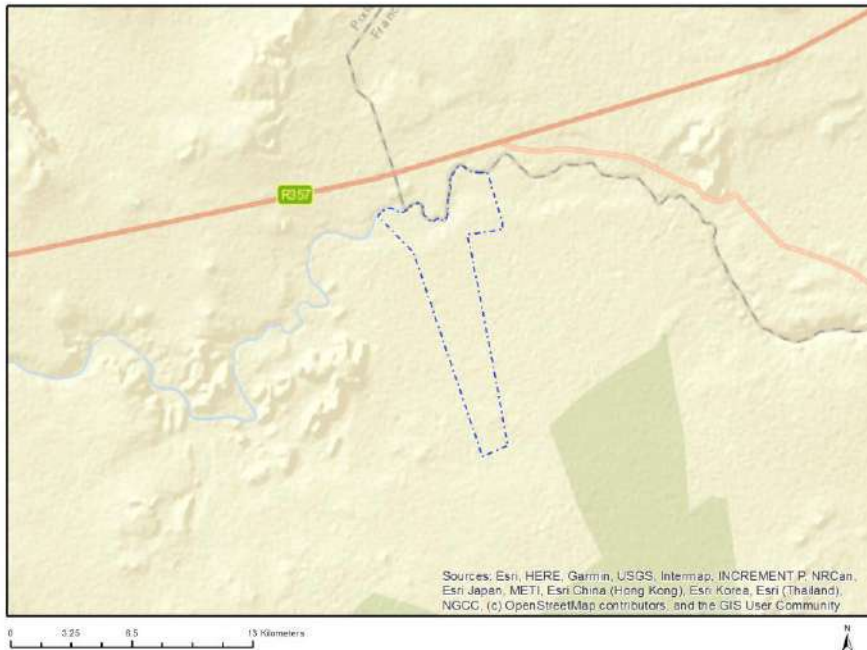 R357
Sources: Esri, HERE, Garmin, USGS, Intermap, INCREMENT P, NRCan,
Esri Japan, METI, Esri China (Hong Kong), Esri Korea, Esri (Thailand),
NGCC, (c) OpenStreetMap contributors, and the GIS User Community
0 3.25 6.5 13 Kilometers
N